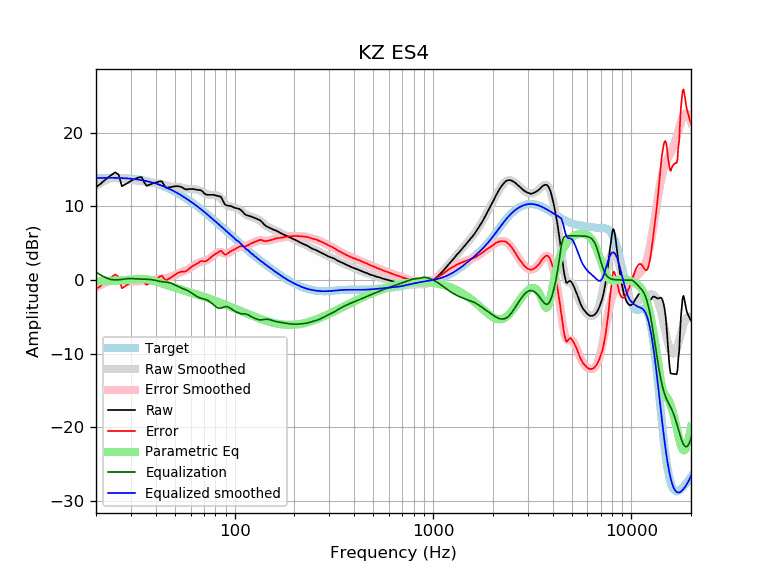 KZ ES4
Amplitude (dBr)
20
10
0
−10
−20
−30
Target
Raw Smoothed
Error Smoothed
Raw
Error
Parametric Eq
Equalization
Equalized smoothed
100 1000 10000
Frequency (Hz)